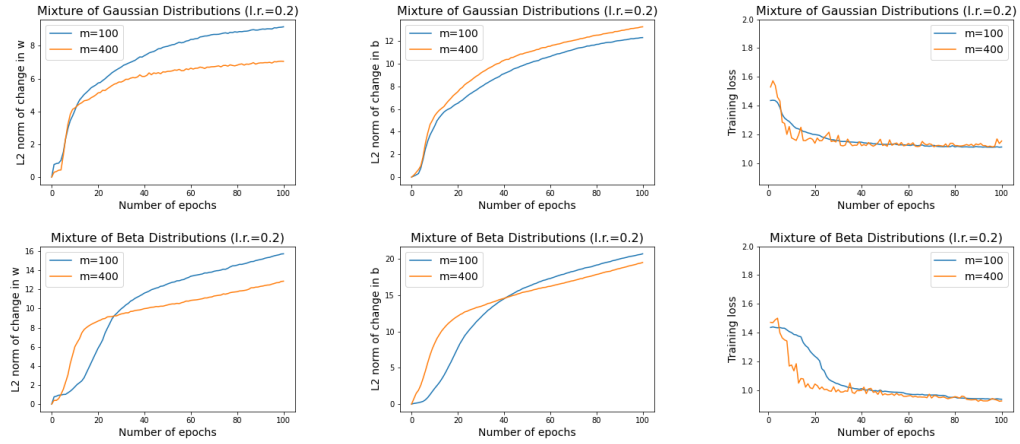 Mixture of Gaussian Distributions (l.r.=0.2)
L2 norm of change in w
8
6
4
2
0
m=100
m=400
0 20 40 60 80 100
Number of epochs
Mixture of Gaussian Distributions (l.r.=0.2)
L2 norm of change in b
12
10
8
6
4
2
0
m=100
m=400
0 20 40 60 80 100
Number of epochs
Mixture of Gaussian Distributions (l.r.=0.2)
Training loss
2.0
1.8
1.6
1.4
1.2
1.0
m=100
m=400
0 20 40 60 80 100
Number of epochs
Mixture of Beta Distributions (l.r.=0.2)
L2 norm of change in w
16
14
12
10
8
6
4
2
0
m=100
m=400
0 20 40 60 80 100
Number of epochs
Mixture of Beta Distributions (l.r.=0.2)
L2 norm of change in b
20
15
10
5
0
m=100
m=400
0 20 40 60 80 100
Number of epochs
Mixture of Beta Distributions (l.r.=0.2)
Training loss
2.0
1.8
1.6
1.4
1.2
1.0
m=100
m=400
0 20 40 60 80 100
Number of epochs